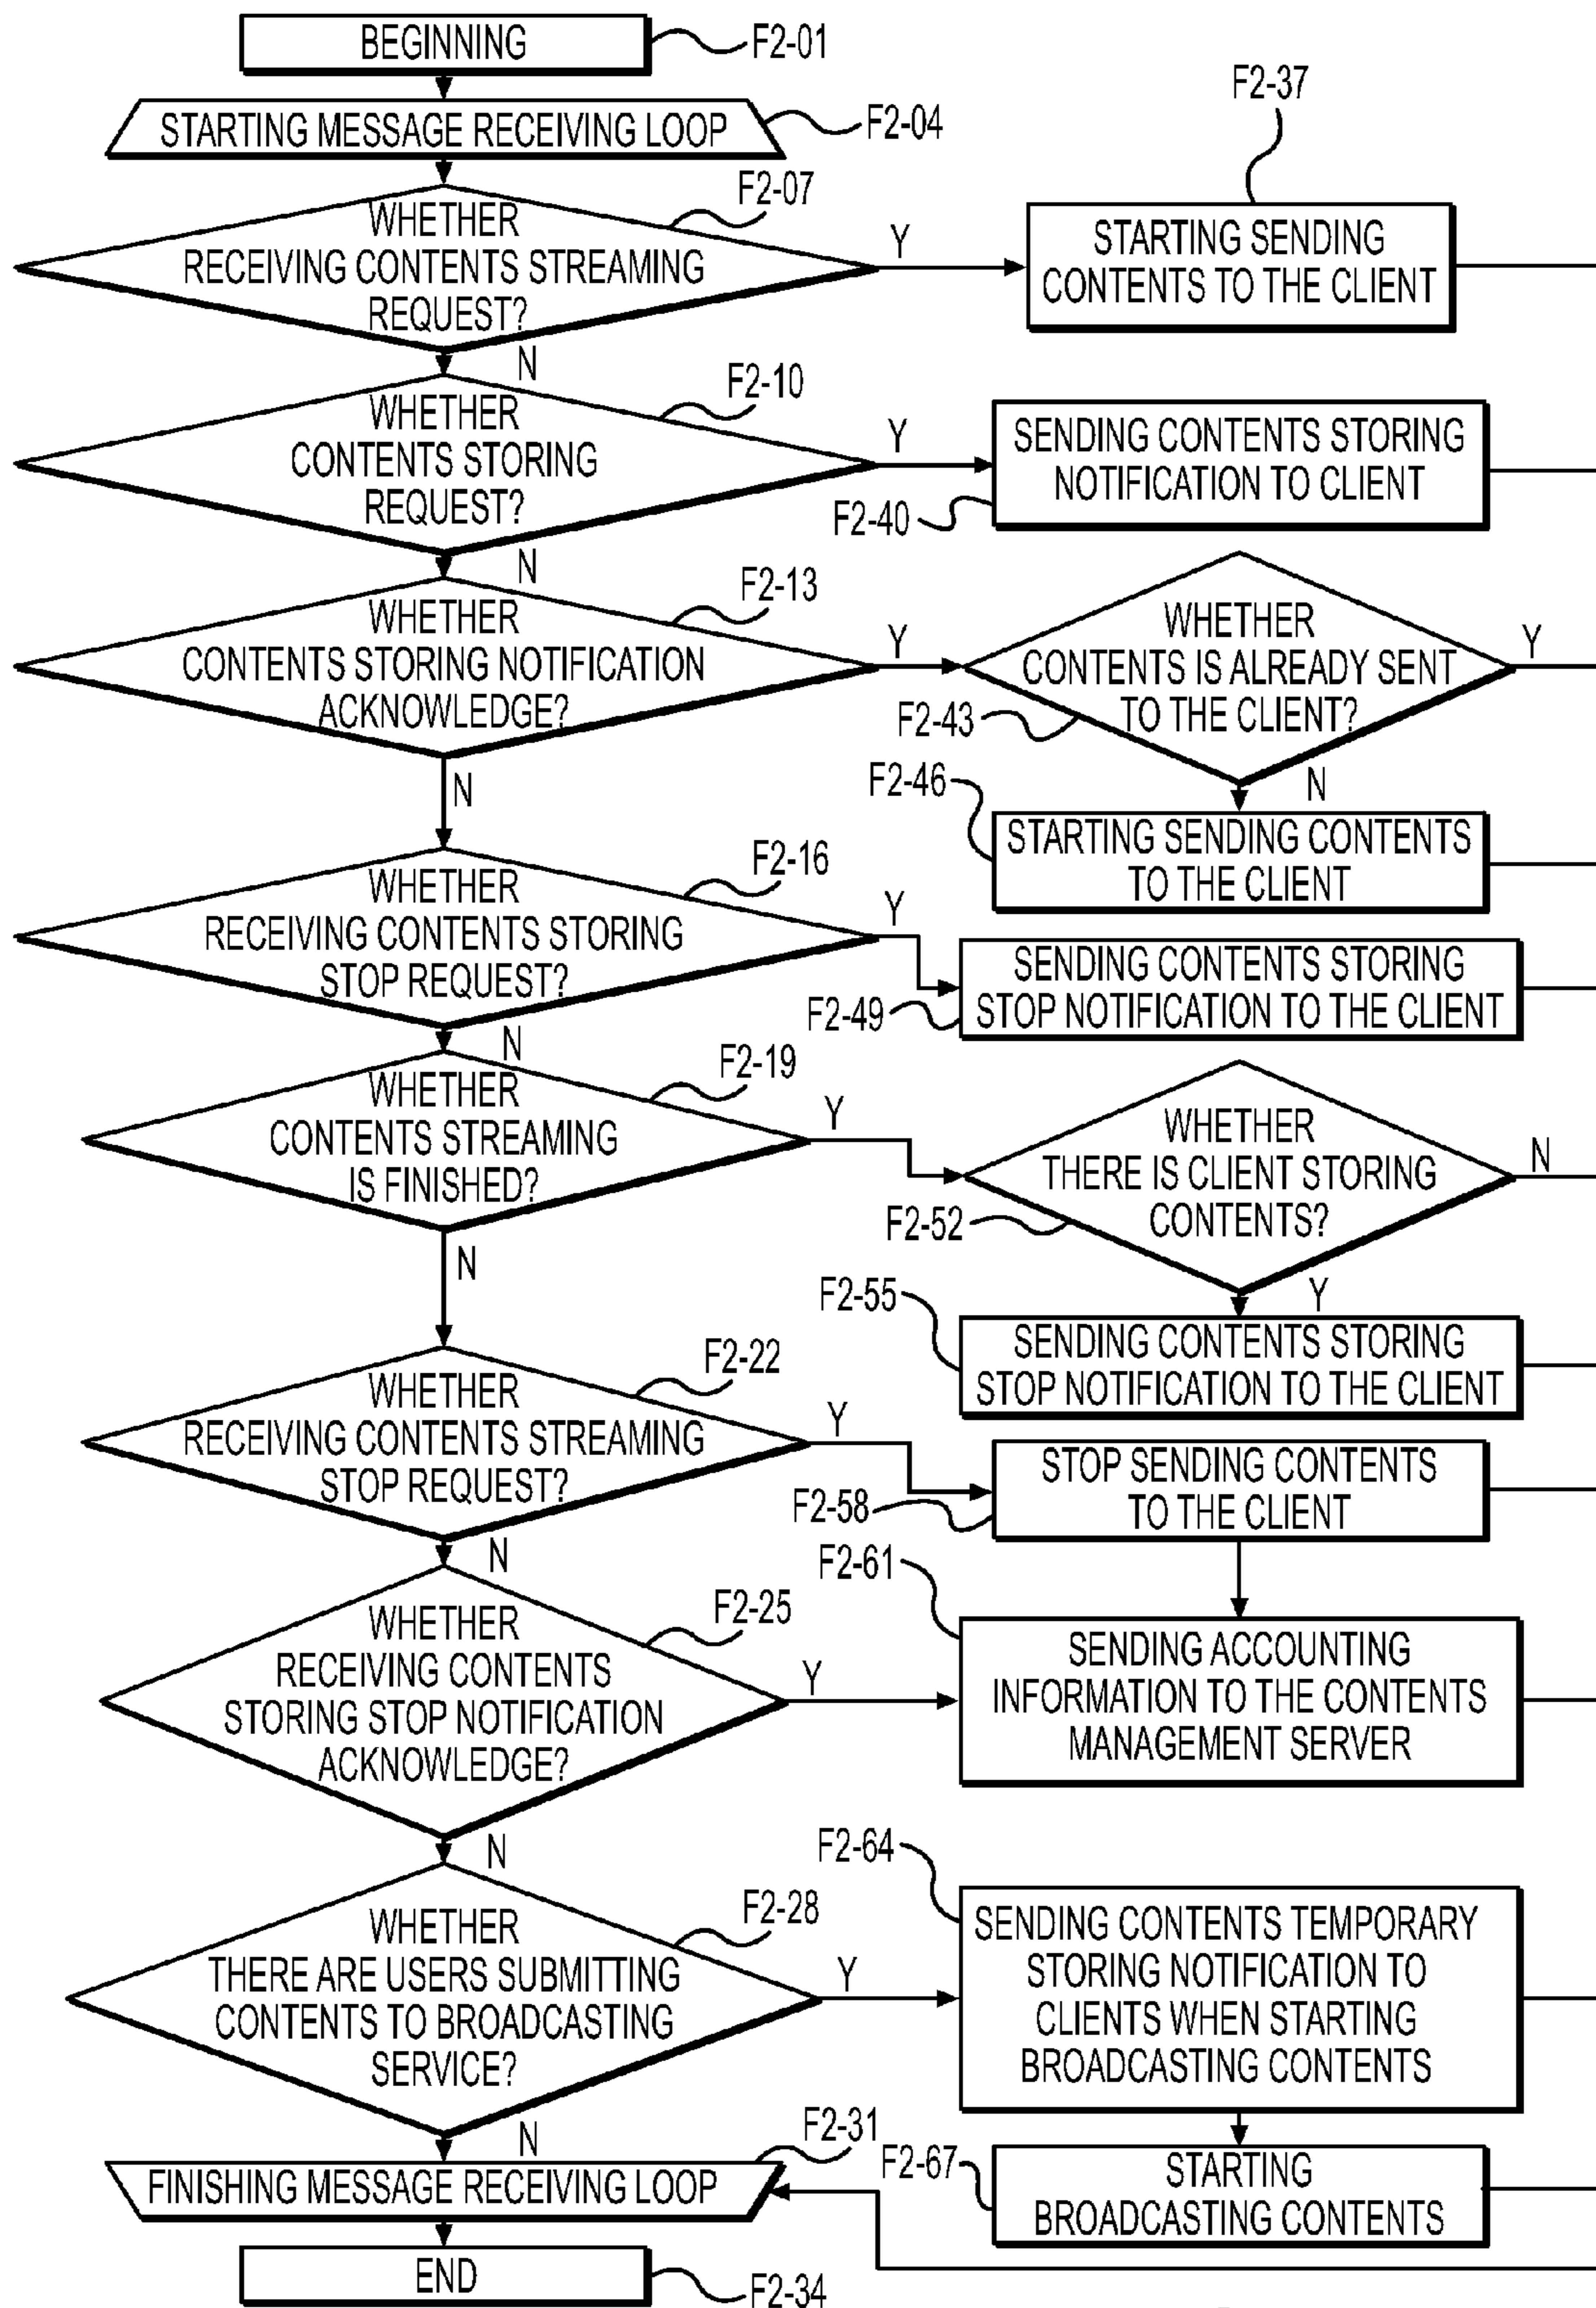 BEGINNING
F2-01
STARTING MESSAGE RECEIVING LOOP
F2-04
F2-37
F2-07
WHETHER
RECEIVING CONTENTS STREAMING
REQUEST?
Y
STARTING SENDING
CONTENTS TO THE CLIENT
N
F2-10
WHETHER
CONTENTS STORING
REQUEST?
Y
SENDING CONTENTS STORING
NOTIFICATION TO CLIENT
F2-40
N
F2-13
WHETHER
CONTENTS STORING NOTIFICATION
ACKNOWLEDGE?
Y
WHETHER
CONTENTS IS ALREADY SENT
TO THE CLIENT?
Y
F2-43
N
N
F2-46
STARTING SENDING CONTENTS
TO THE CLIENT
F2-16
WHETHER
RECEIVING CONTENTS STORING
STOP REQUEST?
Y
SENDING CONTENTS STORING
STOP NOTIFICATION TO THE CLIENT
F2-49
N
F2-19
WHETHER
CONTENTS STREAMING
IS FINISHED?
Y
WHETHER
THERE IS CLIENT STORING
CONTENTS?
N
F2-52
N
Y
F2-55
SENDING CONTENTS STORING
STOP NOTIFICATION TO THE CLIENT
F2-22
WHETHER
RECEIVING CONTENTS STREAMING
STOP REQUEST?
Y
STOP SENDING CONTENTS
TO THE CLIENT
F2-58
N
F2-61
F2-25
WHETHER
RECEIVING CONTENTS
STORING STOP NOTIFICATION
ACKNOWLEDGE?
Y
SENDING ACCOUNTING
INFORMATION TO THE CONTENTS
MANAGEMENT SERVER
N
F2-64
F2-28
WHETHER
THERE ARE USERS SUBMITTING
CONTENTS TO BROADCASTING
SERVICE?
Y
SENDING CONTENTS TEMPORARY
STORING NOTIFICATION TO
CLIENTS WHEN STARTING
BROADCASTING CONTENTS
N
F2-31
FINISHING MESSAGE RECEIVING LOOP
F2-67
STARTING
BROADCASTING CONTENTS
END
F2-34